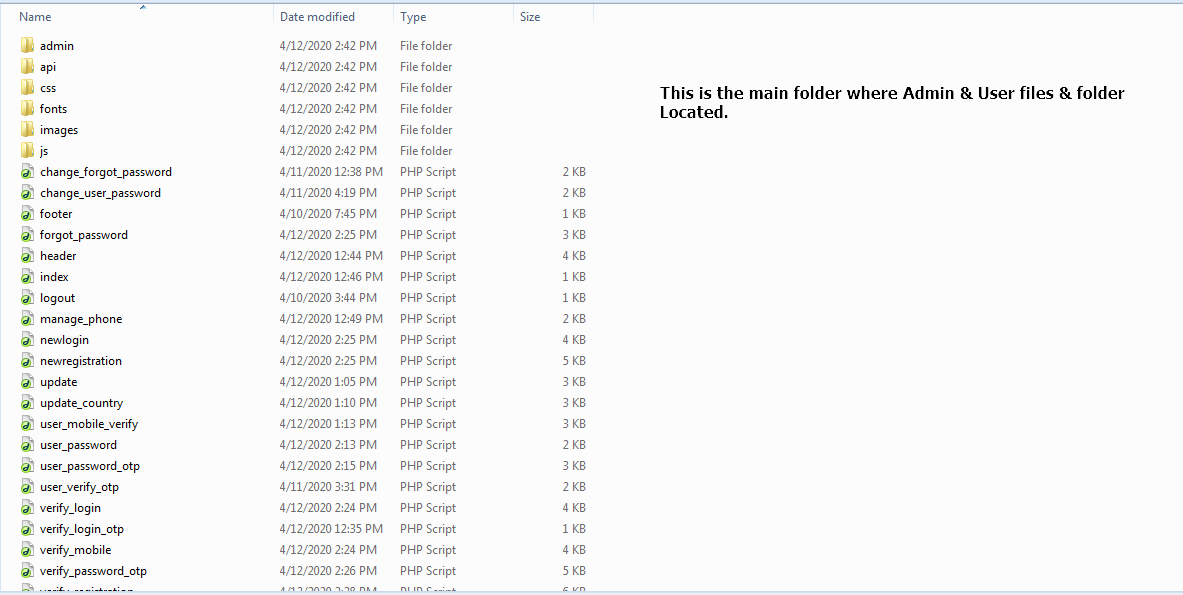 Name Date modified Type Size
admin 4/12/2020 2:42 PM File folder
api 4/12/2020 2:42 PM File folder
css 4/12/2020 2:42 PM File folder
This is the main folder where Admin & User files & folder
Located.
fonts 4/12/2020 2:42 PM File folder
images 4/12/2020 2:42 PM File folder
js 4/12/2020 2:42 PM File folder
change_forgot_password 4/11/2020 12:38 PM PHP Script 2 KB
change_user_password 4/11/2020 4:19 PM PHP Script 2 KB
footer 4/10/2020 7:45 PM PHP Script 1 KB
forgot_password 4/12/2020 2:25 PM PHP Script 3 KB
header 4/12/2020 12:44 PM PHP Script 4 KB
index 4/12/2020 12:46 PM PHP Script 1 KB
logout 4/10/2020 3:44 PM PHP Script 1 KB
manage_phone 4/12/2020 12:49 PM PHP Script 2 KB
newlogin 4/12/2020 2:25 PM PHP Script 4 KB
newregistration 4/12/2020 2:25 PM PHP Script 5 KB
update 4/12/2020 1:05 PM PHP Script 3 KB
update_country 4/12/2020 1:10 PM PHP Script 3 KB
user_mobile_verify 4/12/2020 1:13 PM PHP Script 3 KB
user_password 4/12/2020 2:13 PM PHP Script 2 KB
user_password_otp 4/12/2020 2:15 PM PHP Script 3 KB
user_verify_otp 4/11/2020 3:31 PM PHP Script 2 KB
verify_login 4/12/2020 2:24 PM PHP Script 4 KB
verify_login_otp 4/12/2020 12:35 PM PHP Script 1 KB
verify_mobile 4/12/2020 2:24 PM PHP Script 4 KB
verify_password_otp 4/12/2020 2:26 PM PHP Script 5 KB
verify_registration 4/12/2020 2:28 PM PHP Script 6 KB